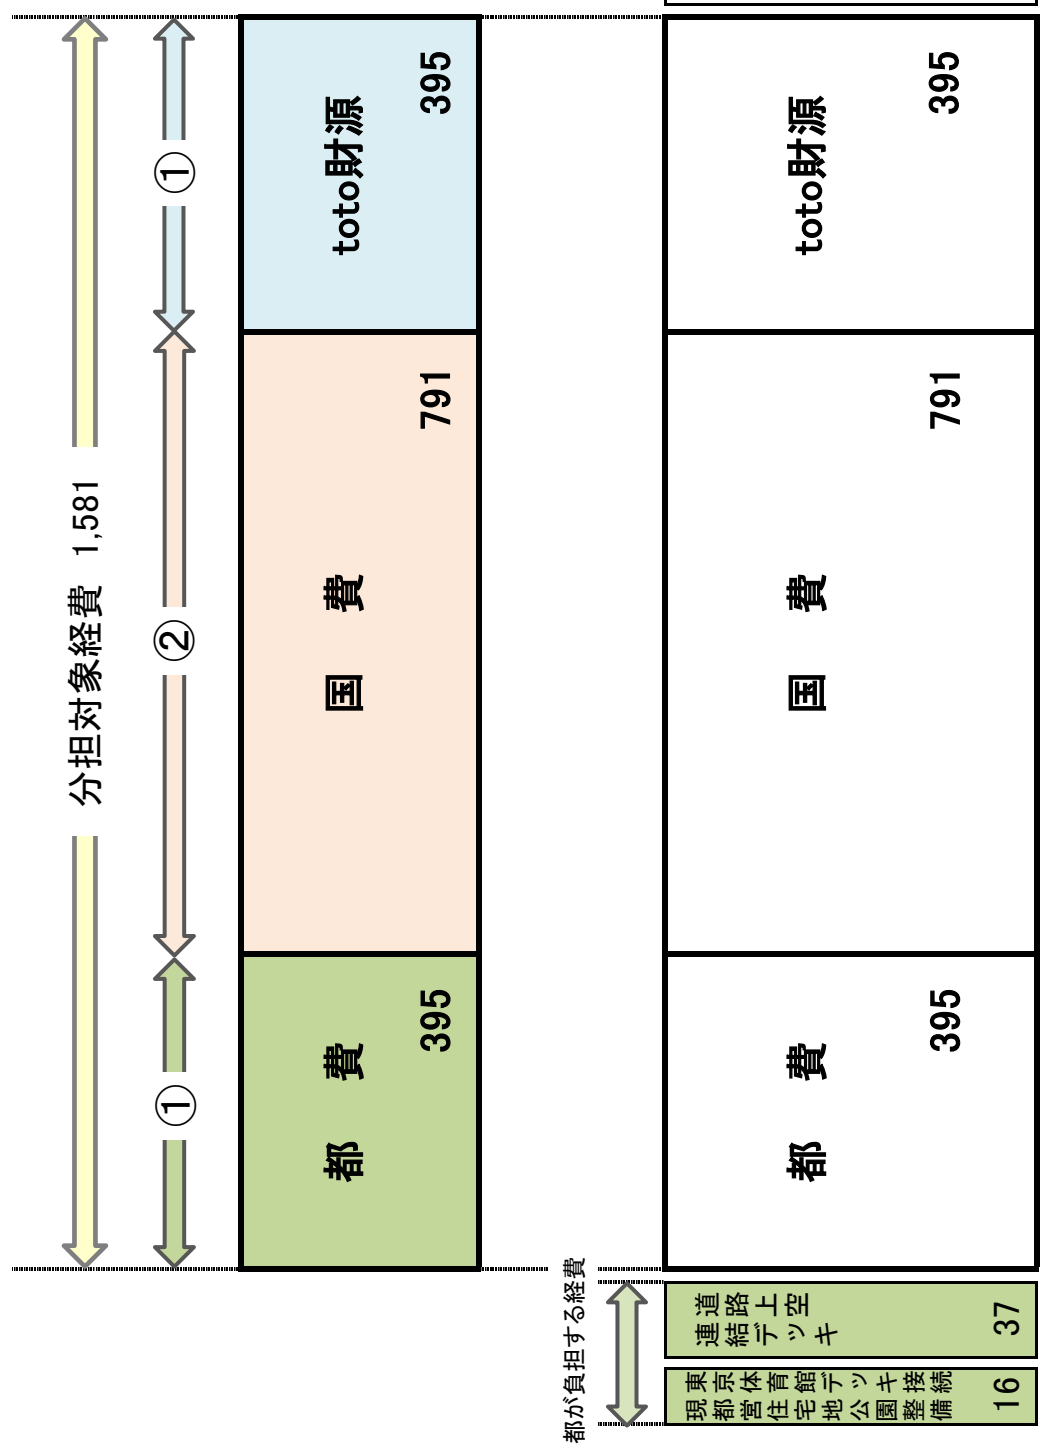 分担対象経費 1,581
①
②
①
都　費
395
国　費
791
toto財源
395
都が負担する経費
東京体育館デッキ接続
現都営住宅地公園整備
16
道路上空
連結デッキ
37
都　費
395
国　費
791
toto財源
395